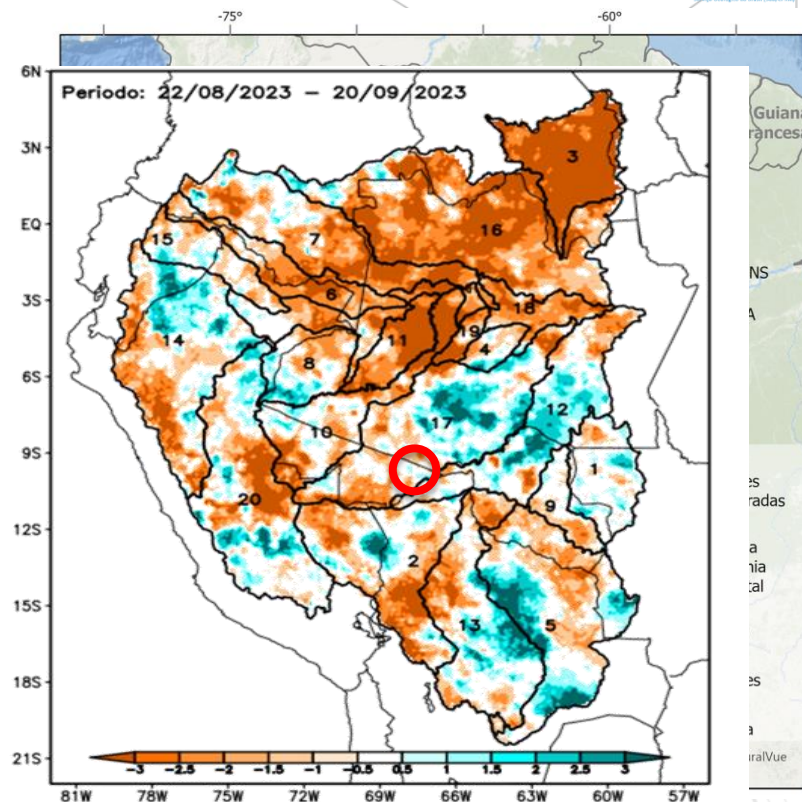 -75°
-60°
6N
Periodo: 22/08/2023 – 20/09/2023
Guiana
3N
3
EQ
15
7
16
NS
3S
6
18
A
14
11
19
8
4
6S
12
10
17
9S
1
es
20
9
radas
12S
2
a
nia
tal
15S
13
5
18S
es
a
uralVue
-3
-2.5
-2
-1.5
-1
-0.5
0.5
1
1.5
2
2.5
3
21S
81W
78W
75W
72W
69W
66W
63W
60W
57W